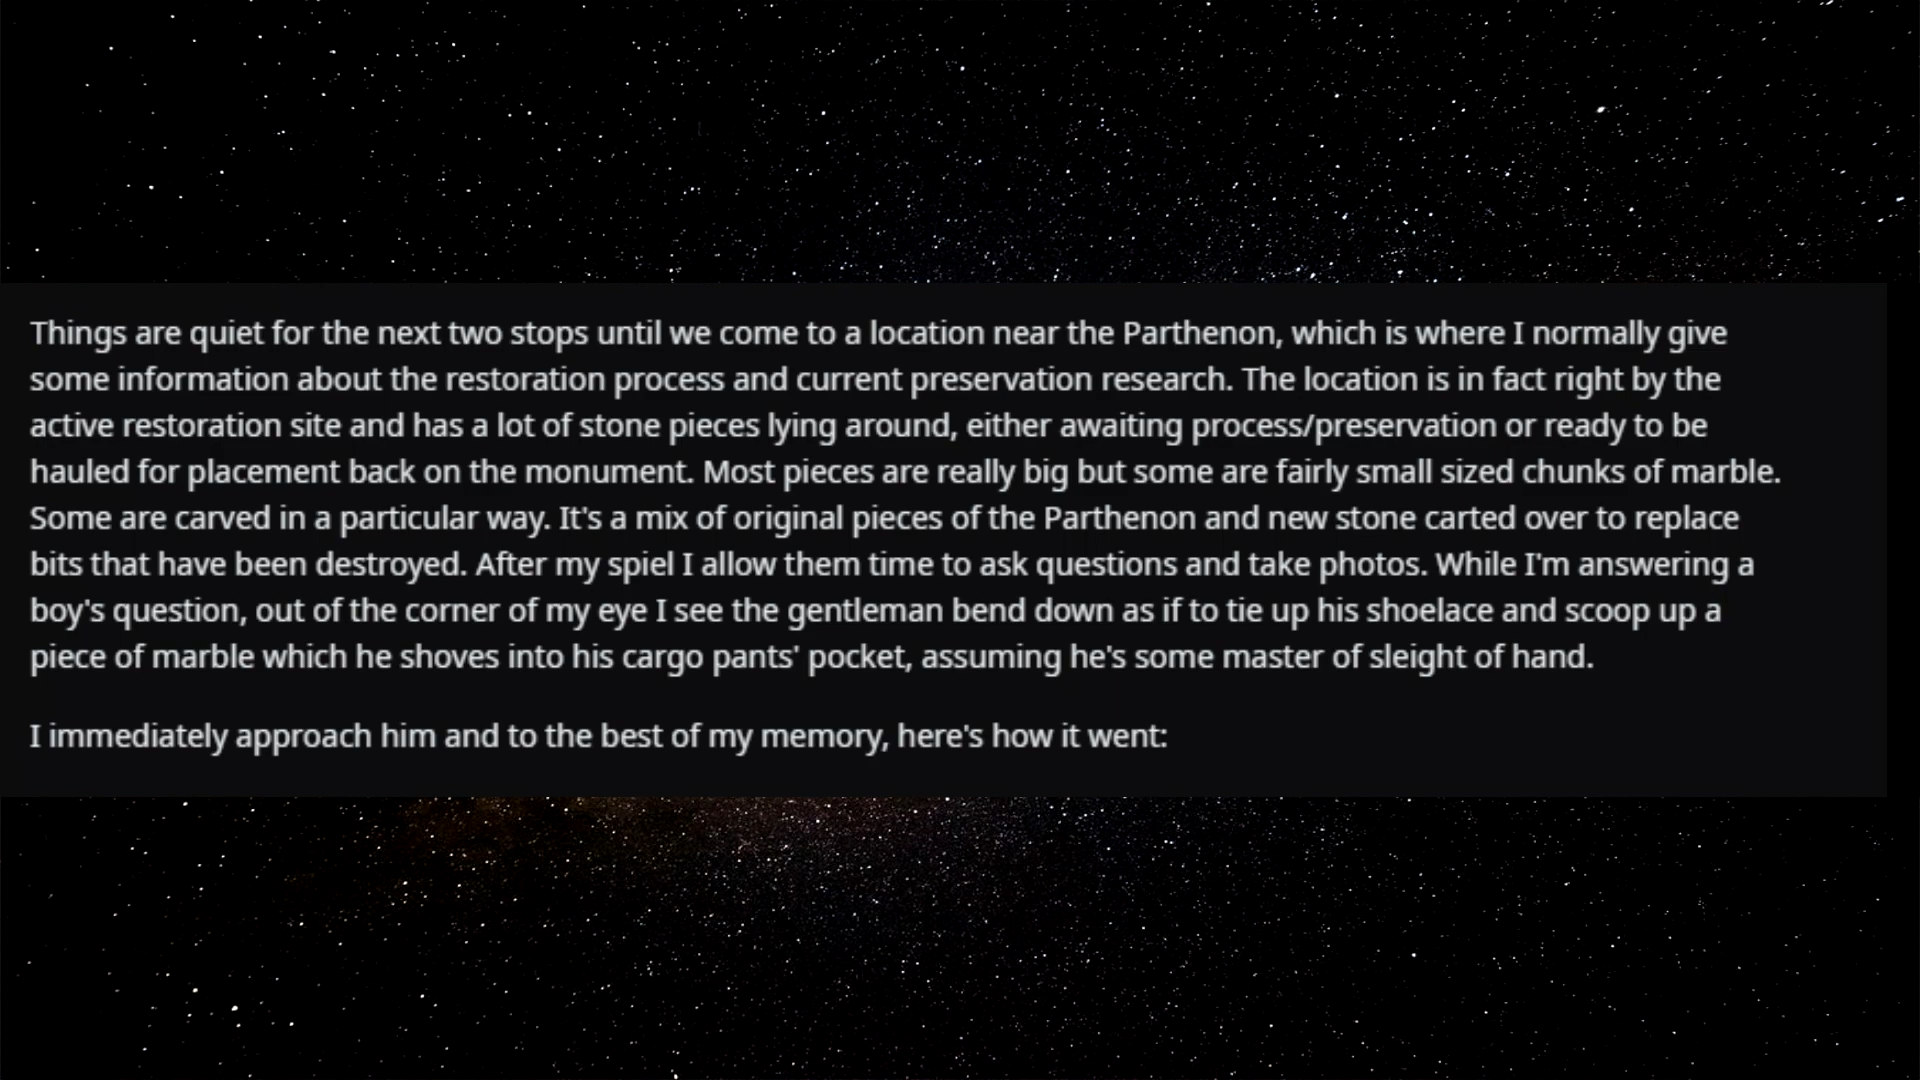 Things are quiet for the next two stops until we come to a location near the Parthenon, which is where I normally give
some information about the restoration process and current preservation research. The location is in fact right by the
active restoration site and has a lot of stone pieces lying around, either awaiting process/preservation or ready to be
hauled for placement back on the monument. Most pieces are really big but some are fairly small sized chunks of marble.
Some are carved in a particular way. It's a mix of original pieces of the Parthenon and new stone carted over to replace
bits that have been destroyed. After my spiel I allow them time to ask questions and take photos. While I'm answering a
boy's question, out of the corner of my eye I see the gentleman bend down as if to tie up his shoelace and scoop up a
piece of marble which he shoves into his cargo pants' pocket, assuming he's some master of sleight of hand.
I immediately approach him and to the best of my memory, here's how it went: